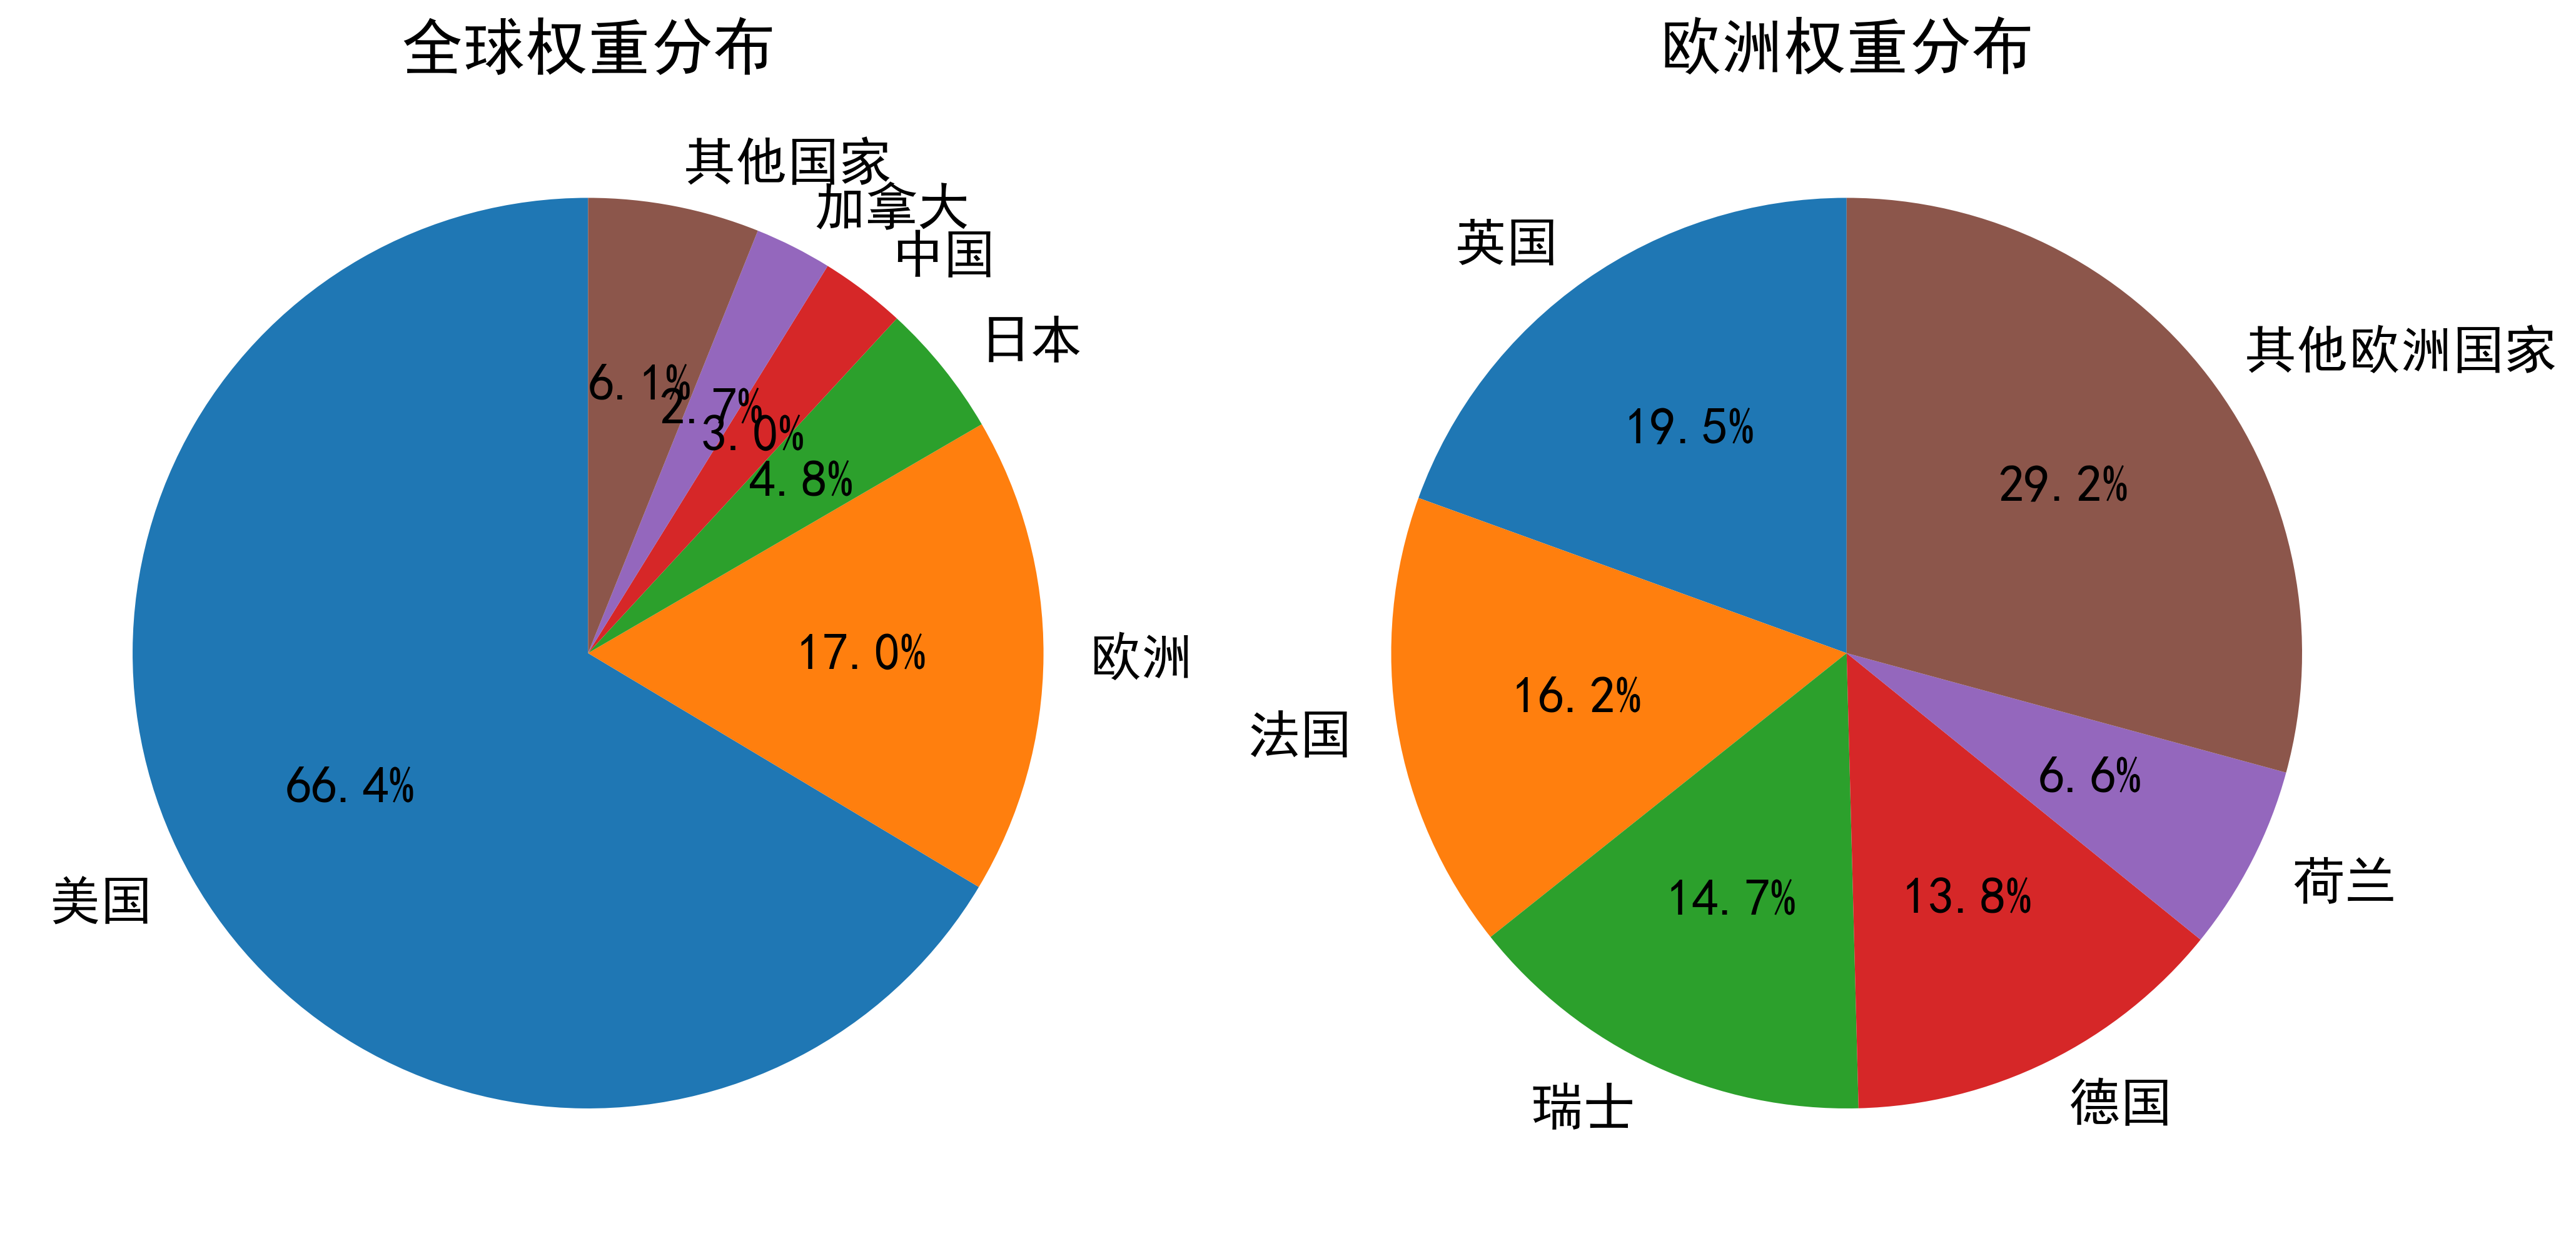 全球权重分布
其他国家
加拿大
中国
日本
欧洲
美国
6.1%
2.7%
3.0%
4.8%
17.0%
66.4%
欧洲权重分布
英国
其他欧洲国家
法国
荷兰
瑞士
德国
19.5%
29.2%
16.2%
6.6%
14.7%
13.8%